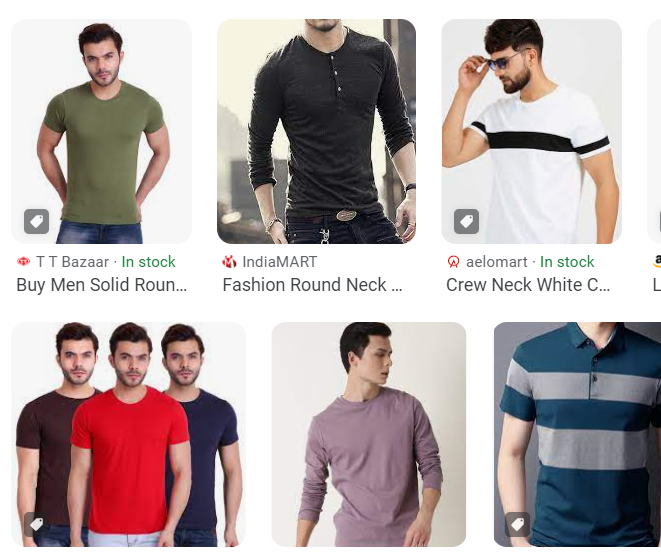 T T Bazaar · In stock
Buy Men Solid Roun...
IndiaMART
Fashion Round Neck ...
aelomart · In stock
Crew Neck White C...
a
L